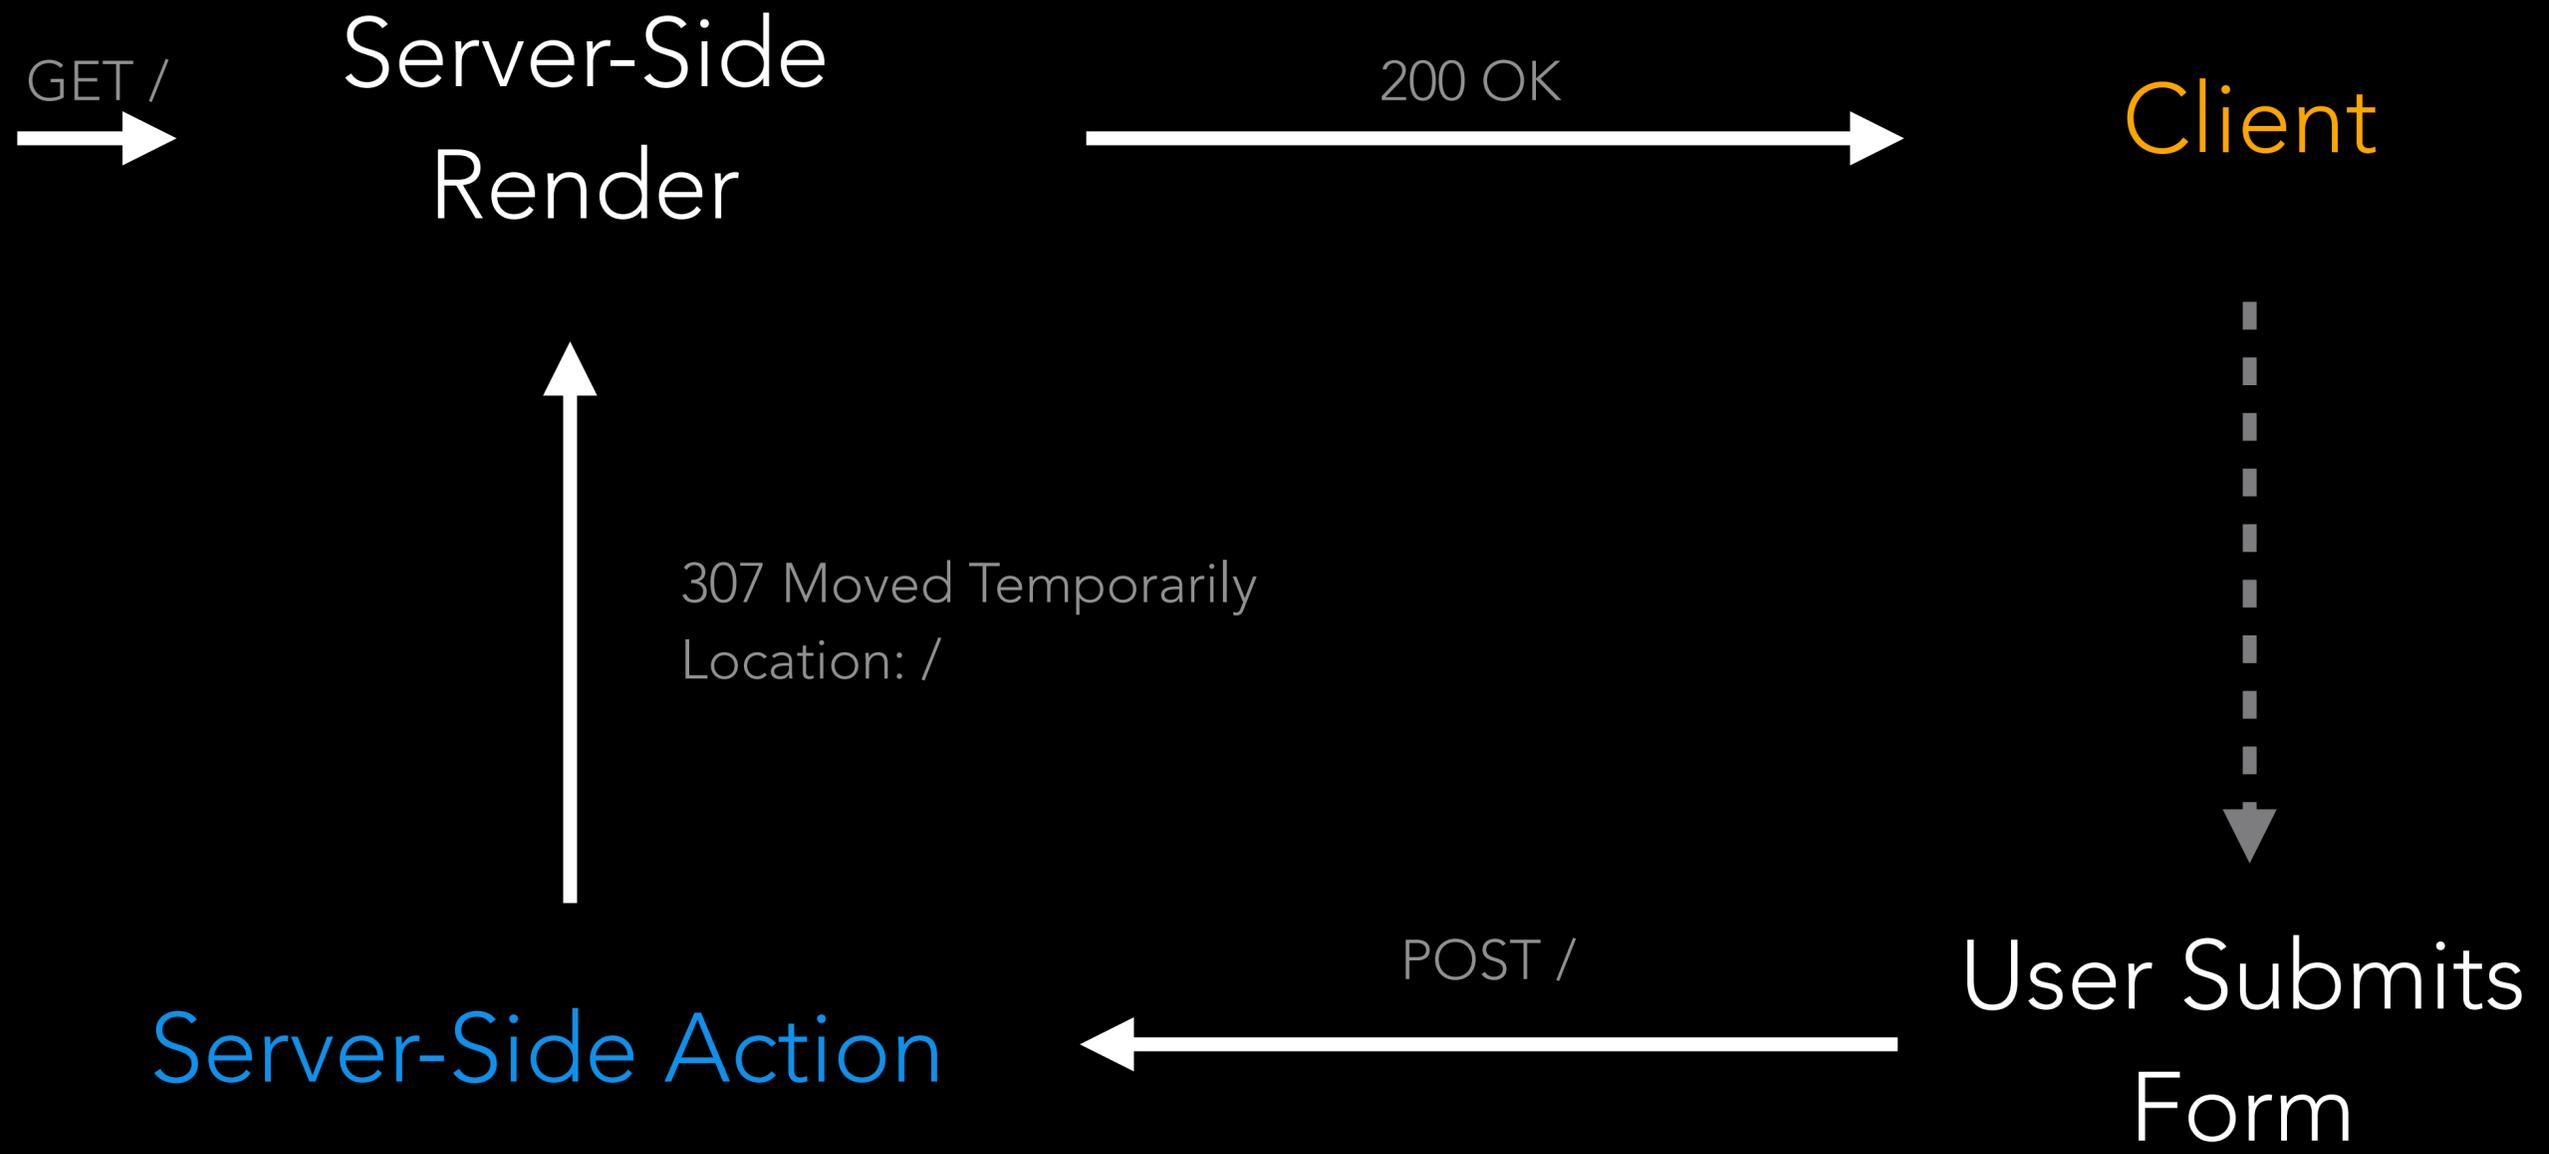 GET /
Server-Side
Render
200 OK
Client
307 Moved Temporarily
Location: /
Server-Side Action
POST /
User Submits
Form